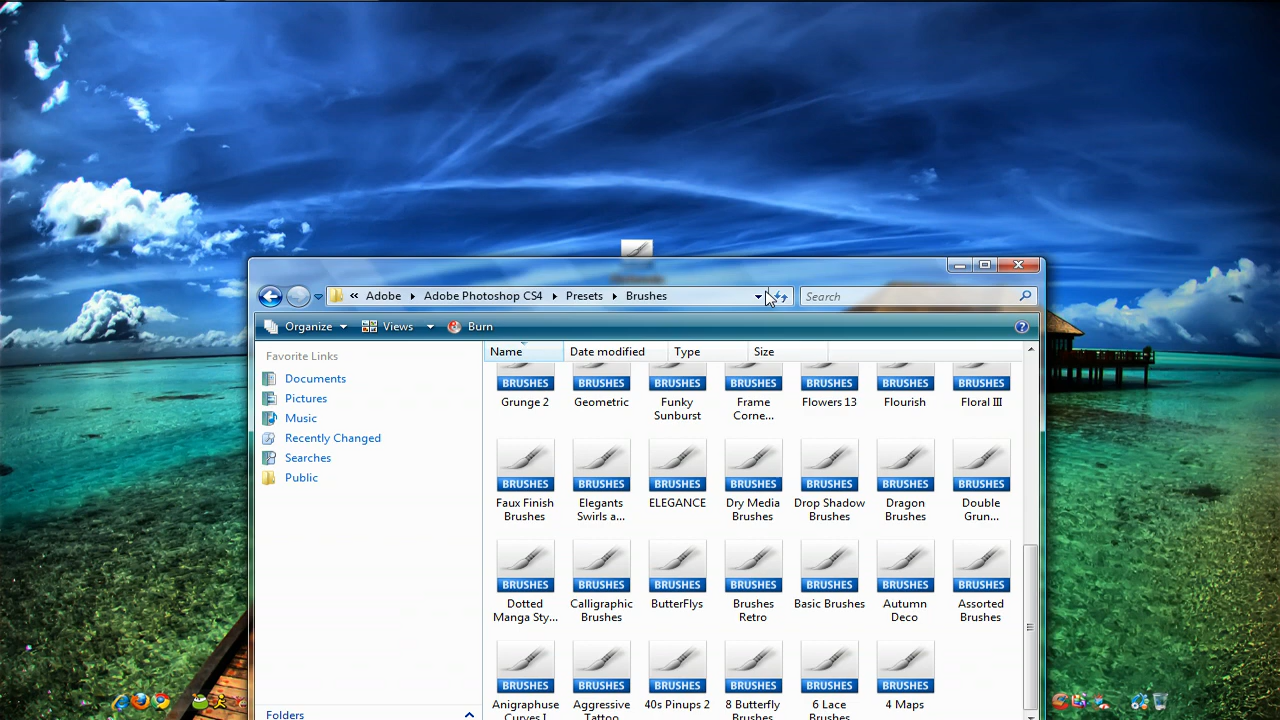 « Adobe Adobe Photoshop CS4 Presets Brushes
Search
Organize Views Burn
Favorite Links
Documents
Pictures
Music
Recently Changed
Searches
Public
Folders
Name Date modified Type Size
BRUSHES BRUSHES BRUSHES BRUSHES BRUSHES BRUSHES BRUSHES
Grunge 2 Geometric Funky Frame Flowers 13 Flourish Floral III
Sunburst Corne...
BRUSHES BRUSHES BRUSHES BRUSHES BRUSHES BRUSHES BRUSHES
Faux Finish Elegants ELEGANCE Dry Media Drop Shadow Dragon Double
Brushes Swirls a... Brushes Brushes Brushes Grun...
BRUSHES BRUSHES BRUSHES BRUSHES BRUSHES BRUSHES BRUSHES
Dotted Calligraphic ButterFlys Brushes Basic Brushes Autumn Assorted
Manga Sty... Brushes Retro Deco Brushes
BRUSHES BRUSHES BRUSHES BRUSHES BRUSHES BRUSHES
Anigraphuse Aggressive 40s Pinups 2 8 Butterfly 6 Lace 4 Maps
Curves I Tattoo Brushes Brushes